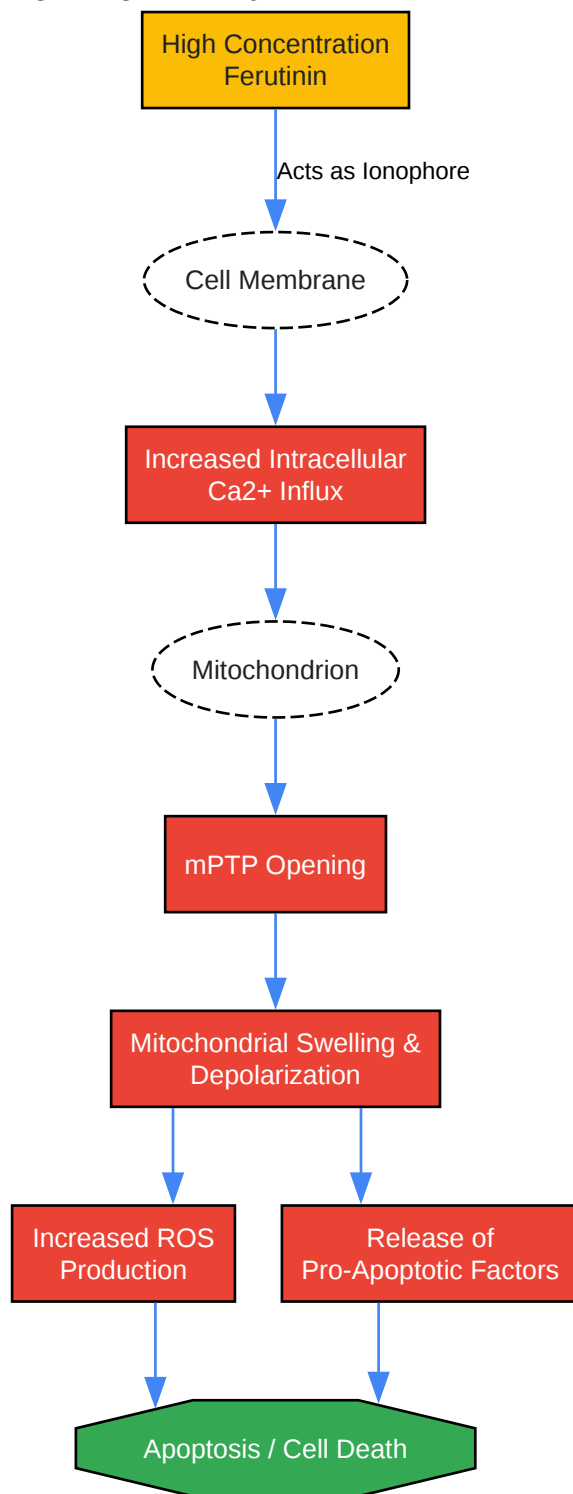 High Concentration
Ferutinin
Acts as Ionophore
Cell Membrane
Increased Intracellular
Ca2+ Influx
Mitochondrion
mPTP Opening
Mitochondrial Swelling &
Depolarization
Increased ROS
Production
Release of
Pro-Apoptotic Factors
Apoptosis / Cell Death